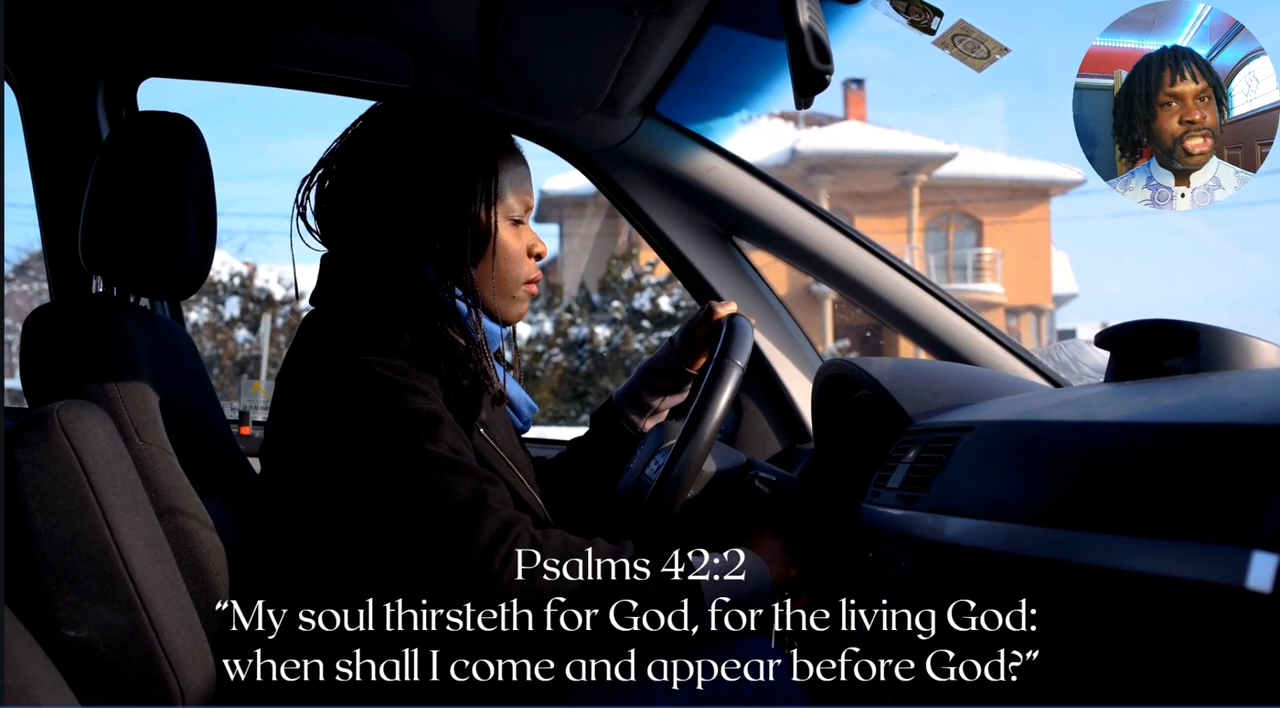 Psalms 42:2
“My soul thirsteth for God, for the living God:
when shall I come and appear before God?”